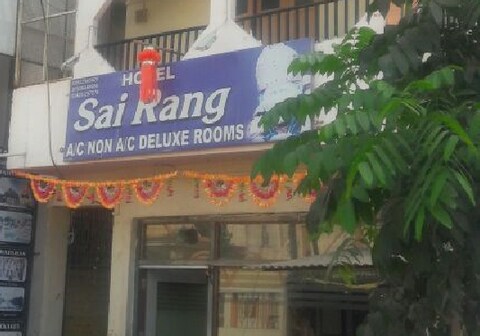 HOTEL
Sai Rang
A/C NON A/C DELUXE ROOMS